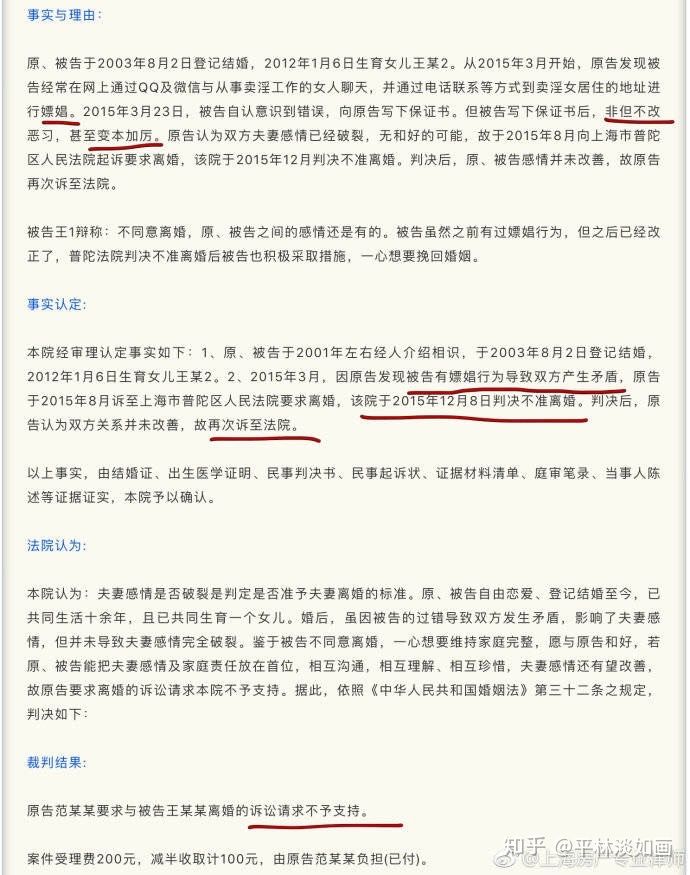 事实与理由：
原、被告于2003年8月2日登记结婚，2012年1月6日生育女儿王某2。从2015年3月开始，原告发现被
告经常在网上通过QQ及微信与从事卖淫工作的女人聊天，并通过电话联系等方式到卖淫女居住的地址进
行嫖娼。2015年3月23日，被告自认意识到错误，向原告写下保证书。但被告写下保证书后，非但不改
恶习，甚至变本加厉。原告认为双方夫妻感情已经破裂，无和好的可能，故于2015年8月向上海市普陀
区人民法院起诉要求离婚，该院于2015年12月判决不准离婚。判决后，原、被告感情并未改善，故原告
再次诉至法院。
被告王1辩称：不同意离婚，原、被告之间的感情还是有的。被告虽然之前有过嫖娼行为，但之后已经改
正了，普陀法院判决不准离婚后被告也积极采取措施，一心想要挽回婚姻。
事实认定:
本院经审理认定事实如下：1、原、被告于2001年左右经人介绍相识，于2003年8月2日登记结婚，
2012年1月6日生育女儿王某2。2、2015年3月，因原告发现被告有嫖娼行为导致双方产生矛盾，原告
于2015年8月诉至上海市普陀区人民法院要求离婚，该院于2015年12月8日判决不准离婚。判决后，原
告认为双方关系并未改善，故再次诉至法院。
以上事实，由结婚证、出生医学证明、民事判决书、民事起诉状、证据材料清单、庭审笔录、当事人陈
述等证据证实，本院予以确认。
法院认为:
本院认为：夫妻感情是否破裂是判定是否准予夫妻离婚的标准。原、被告自由恋爱、登记结婚至今，已
共同生活十余年，且已共同生育一个女儿。婚后，虽因被告的过错导致双方发生矛盾，影响了夫妻感
情，但并未导致夫妻感情完全破裂。鉴于被告不同意离婚，一心想要维持家庭完整，愿与原告和好，若
原、被告能把夫妻感情及家庭责任放在首位，相互沟通，相互理解、相互珍惜，夫妻感情还有望改善，
故原告要求离婚的诉讼请求本院不予支持。据此，依照《中华人民共和国婚姻法》第三十二条之规定，
判决如下：
裁判结果:
原告范某某要求与被告王某某离婚的诉讼请求不予支持。
案件受理费200元，减半收取计100元，由原告范某某负担(已付)。
知乎 @平林淡如画
@上海房产专业律师